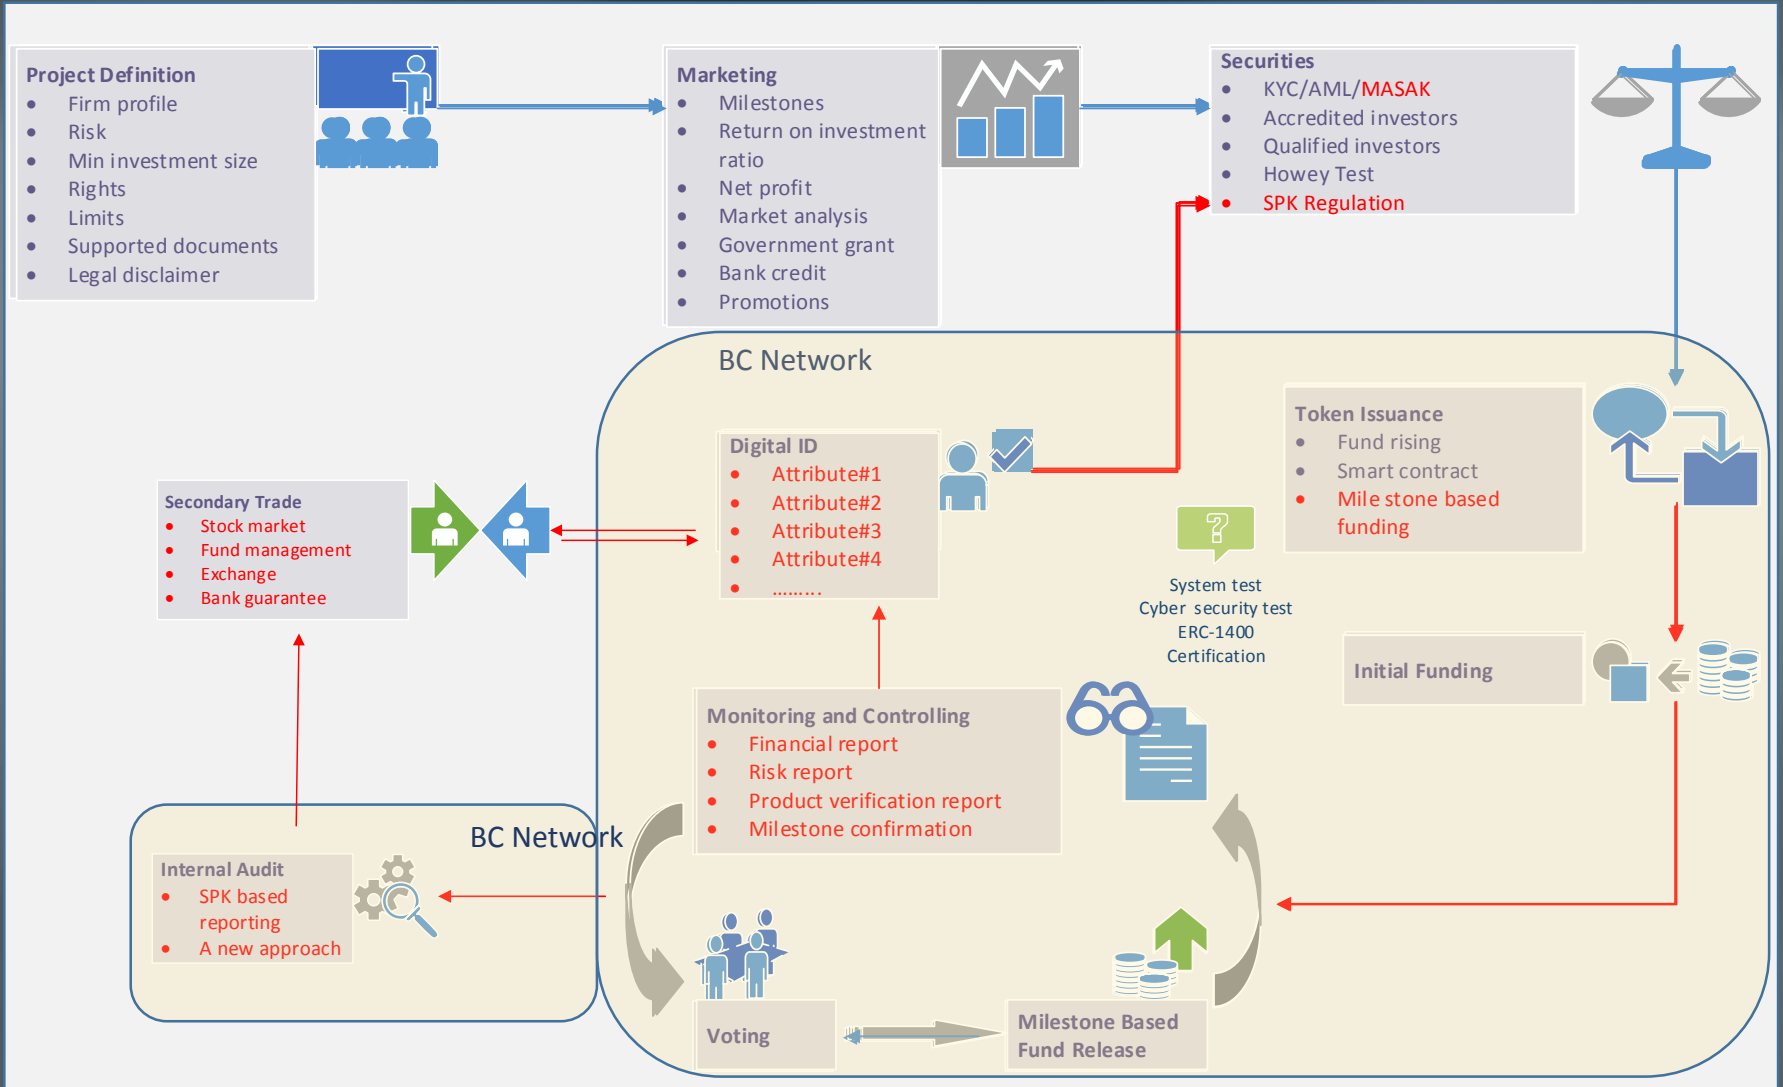 Project Definition
• Firm profile
• Risk
• Min investment size
• Rights
• Limits
• Supported documents
• Legal disclaimer
Marketing
• Milestones
• Return on investment
ratio
• Net profit
• Market analysis
• Government grant
• Bank credit
• Promotions
Securities
• KYC/AML/MASAK
• Accredited investors
• Qualified investors
• Howey Test
• SPK Regulation
BC Network
Digital ID
• Attribute#1
• Attribute#2
• Attribute#3
• Attribute#4
• .........
Token Issuance
• Fund rising
• Smart contract
• Mile stone based
funding
Secondary Trade
• Stock market
• Fund management
• Exchange
• Bank guarantee
?
System test
Cyber security test
ERC-1400
Certification
Initial Funding
Monitoring and Controlling
• Financial report
• Risk report
• Product verification report
• Milestone confirmation
BC Network
Internal Audit
• SPK based
reporting
• A new approach
Voting
Milestone Based
Fund Release